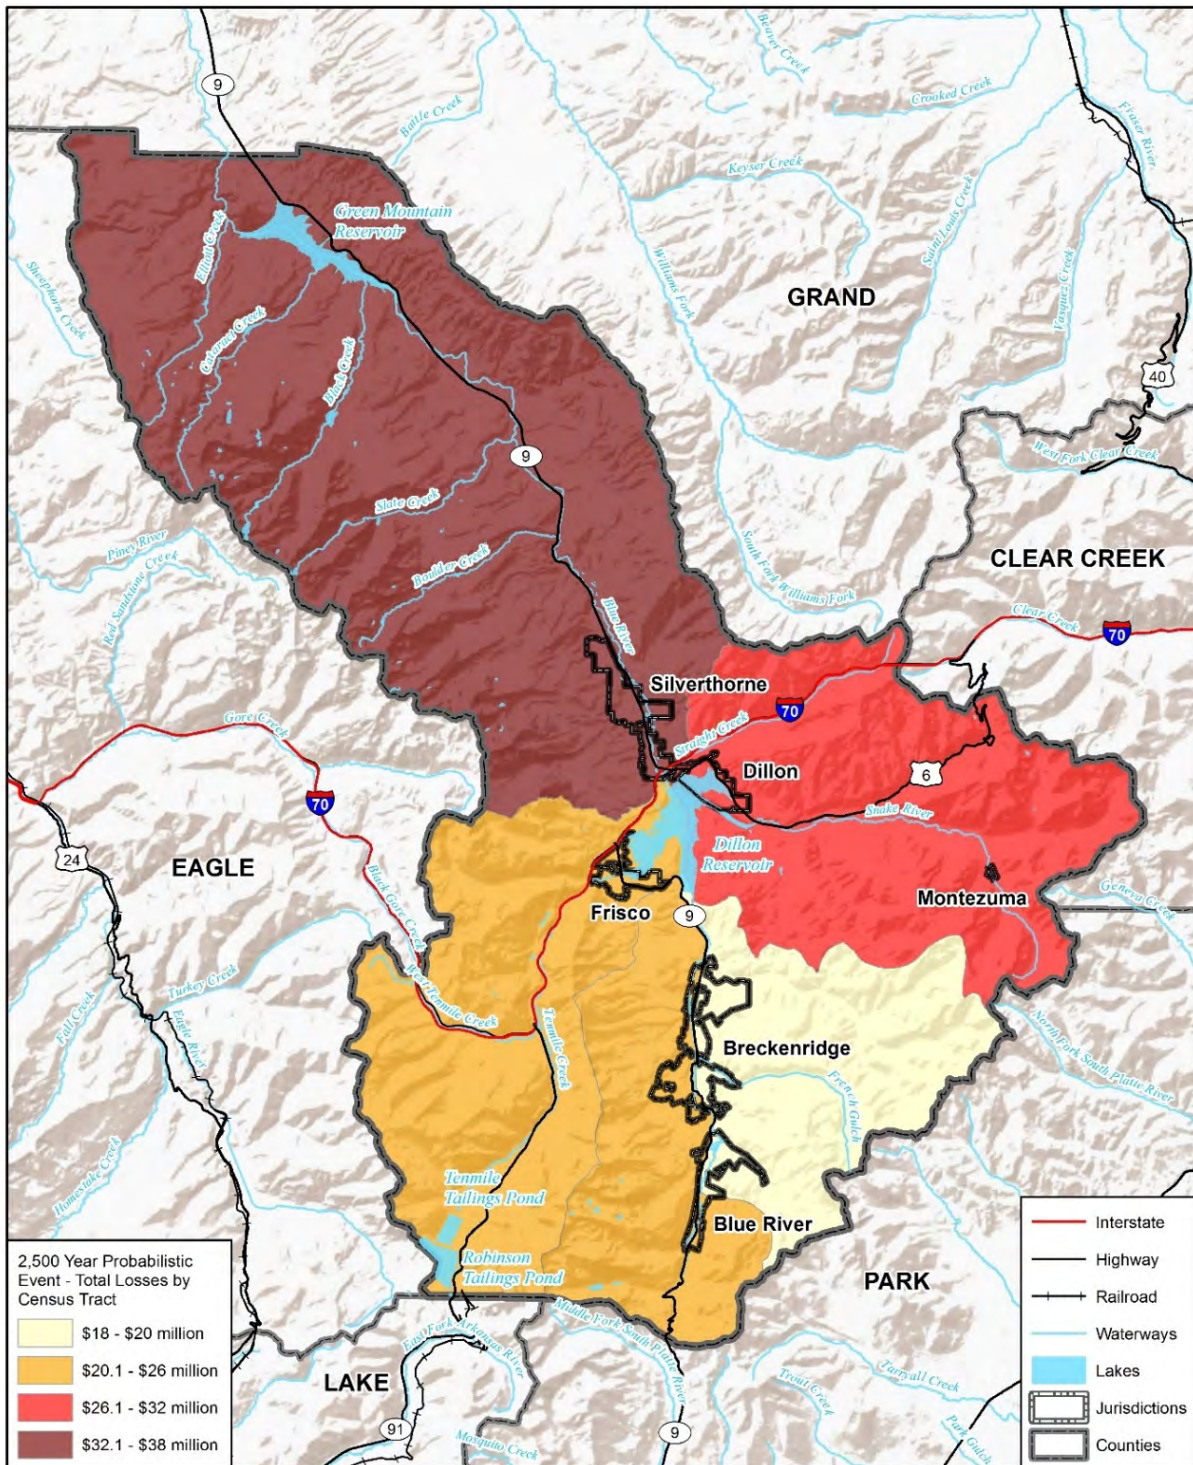 9
Beaver Creek
Battle Creek
Crooked Creek
Fraser River
Keyser Creek
Saint Louis Creek
Vasquez Creek
Green Mountain
Reservoir
Elliott Creek
Sheephorn Creek
Cataract Creek
Black Creek
Williams Fork
GRAND
40
9
West Fork Clear Creek
Slate Creek
Piney River
Red Sandstone Creek
Boulder Creek
South Fork Williams Fork
CLEAR CREEK
Clear Creek
70
Blue River
Silverthorne
70
Straight Creek
Gore Creek
Dillon
6
70
Snake River
24
EAGLE
Dillon
Reservoir
Black Gore Creek
Montezuma
Geneva Creek
Frisco
9
West Tenmile Creek
Turkey Creek
Fall Creek
Eagle River
Tenmile Creek
North Fork South Platte River
Breckenridge
French Gulch
Homestake Creek
Tenmile
Tailings Pond
Blue River
Robinson
Tailings Pond
PARK
Middle Fork South Platte River
East Fork Arkansas River
LAKE
Trout Creek
Tarryall Creek
Park Gulch
91
9
Mosquito Creek
2,500 Year Probabilistic
Event - Total Losses by
Census Tract
$18 - $20 million
$20.1 - $26 million
$26.1 - $32 million
$32.1 - $38 million
Interstate
Highway
Railroad
Waterways
Lakes
Jurisdictions
Counties